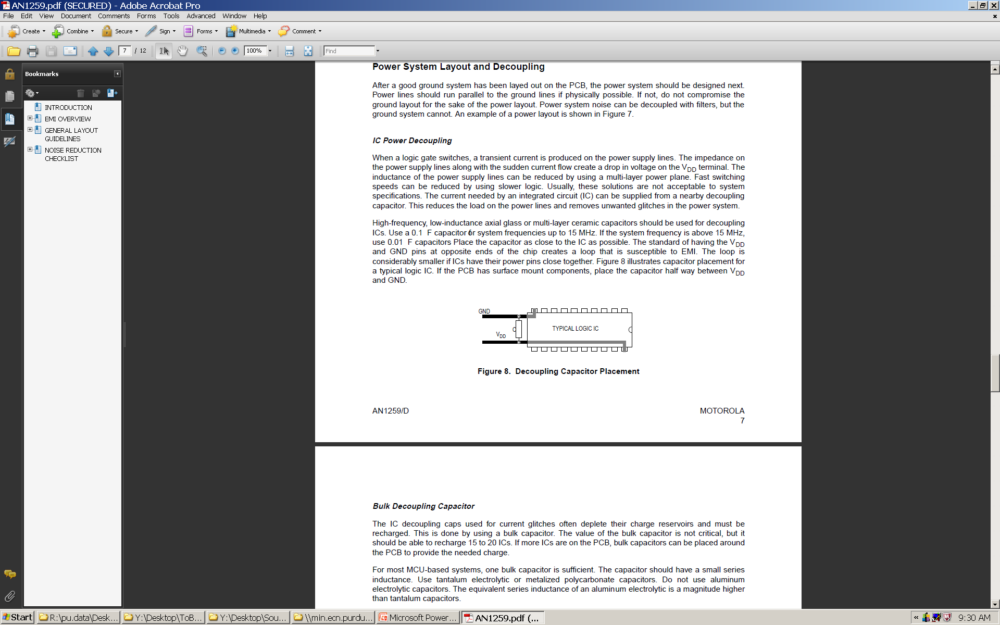 AN1259.pdf (SECURED) - Adobe Acrobat Pro
File Edit View Document Comments Forms Tools Advanced Window Help
Create Combine Secure Sign Forms Multimedia Comment
7 / 12 100% Find
Bookmarks
INTRODUCTION
EMI OVERVIEW
GENERAL LAYOUT
GUIDELINES
NOISE REDUCTION
CHECKLIST
Power System Layout and Decoupling
After a good ground system has been layed out on the PCB, the power system should be designed next.
Power lines should run parallel to the ground lines if physically possible. If not, do not compromise the
ground layout for the sake of the power layout. Power system noise can be decoupled with filters, but the
ground system cannot. An example of a power layout is shown in Figure 7.
IC Power Decoupling
When a logic gate switches, a transient current is produced on the power supply lines. The impedance on
the power supply lines along with the sudden current flow create a drop in voltage on the VDD terminal. The
inductance of the power supply lines can be reduced by using a multi-layer power plane. Fast switching
speeds can be reduced by using slower logic. Usually, these solutions are not acceptable to system
specifications. The current needed by an integrated circuit (IC) can be supplied from a nearby decoupling
capacitor. This reduces the load on the power lines and removes unwanted glitches in the power system.
High-frequency, low-inductance axial glass or multi-layer ceramic capacitors should be used for decoupling
ICs. Use a 0.1 F capacitor for system frequencies up to 15 MHz. If the system frequency is above 15 MHz,
use 0.01 F capacitors Place the capacitor as close to the IC as possible. The standard of having the VDD
and GND pins at opposite ends of the chip creates a loop that is susceptible to EMI. The loop is
considerably smaller if ICs have their power pins close together. Figure 8 illustrates capacitor placement for
a typical logic IC. If the PCB has surface mount components, place the capacitor half way between VDD
and GND.
GND
C
TYPICAL LOGIC IC
VDD
Figure 8. Decoupling Capacitor Placement
AN1259/D MOTOROLA
7
Bulk Decoupling Capacitor
The IC decoupling caps used for current glitches often deplete their charge reservoirs and must be
recharged. This is done by using a bulk capacitor. The value of the bulk capacitor is not critical, but it
should be able to recharge 15 to 20 ICs. If more ICs are on the PCB, bulk capacitors can be placed around
the PCB to provide the needed charge.
For most MCU-based systems, one bulk capacitor is sufficient. The capacitor should have a small series
inductance. Use tantalum electrolytic or metalized polycarbonate capacitors. Do not use aluminum
electrolytic capacitors. The equivalent series inductance of an aluminum electrolytic is a magnitude higher
than tantalum capacitors.
Start R:\pu.data\Desk... Y:\Desktop\ToB... Y:\Desktop\Sou... \\min.ecn.purdu... Microsoft Power... AN1259.pdf (... « 9:30 AM